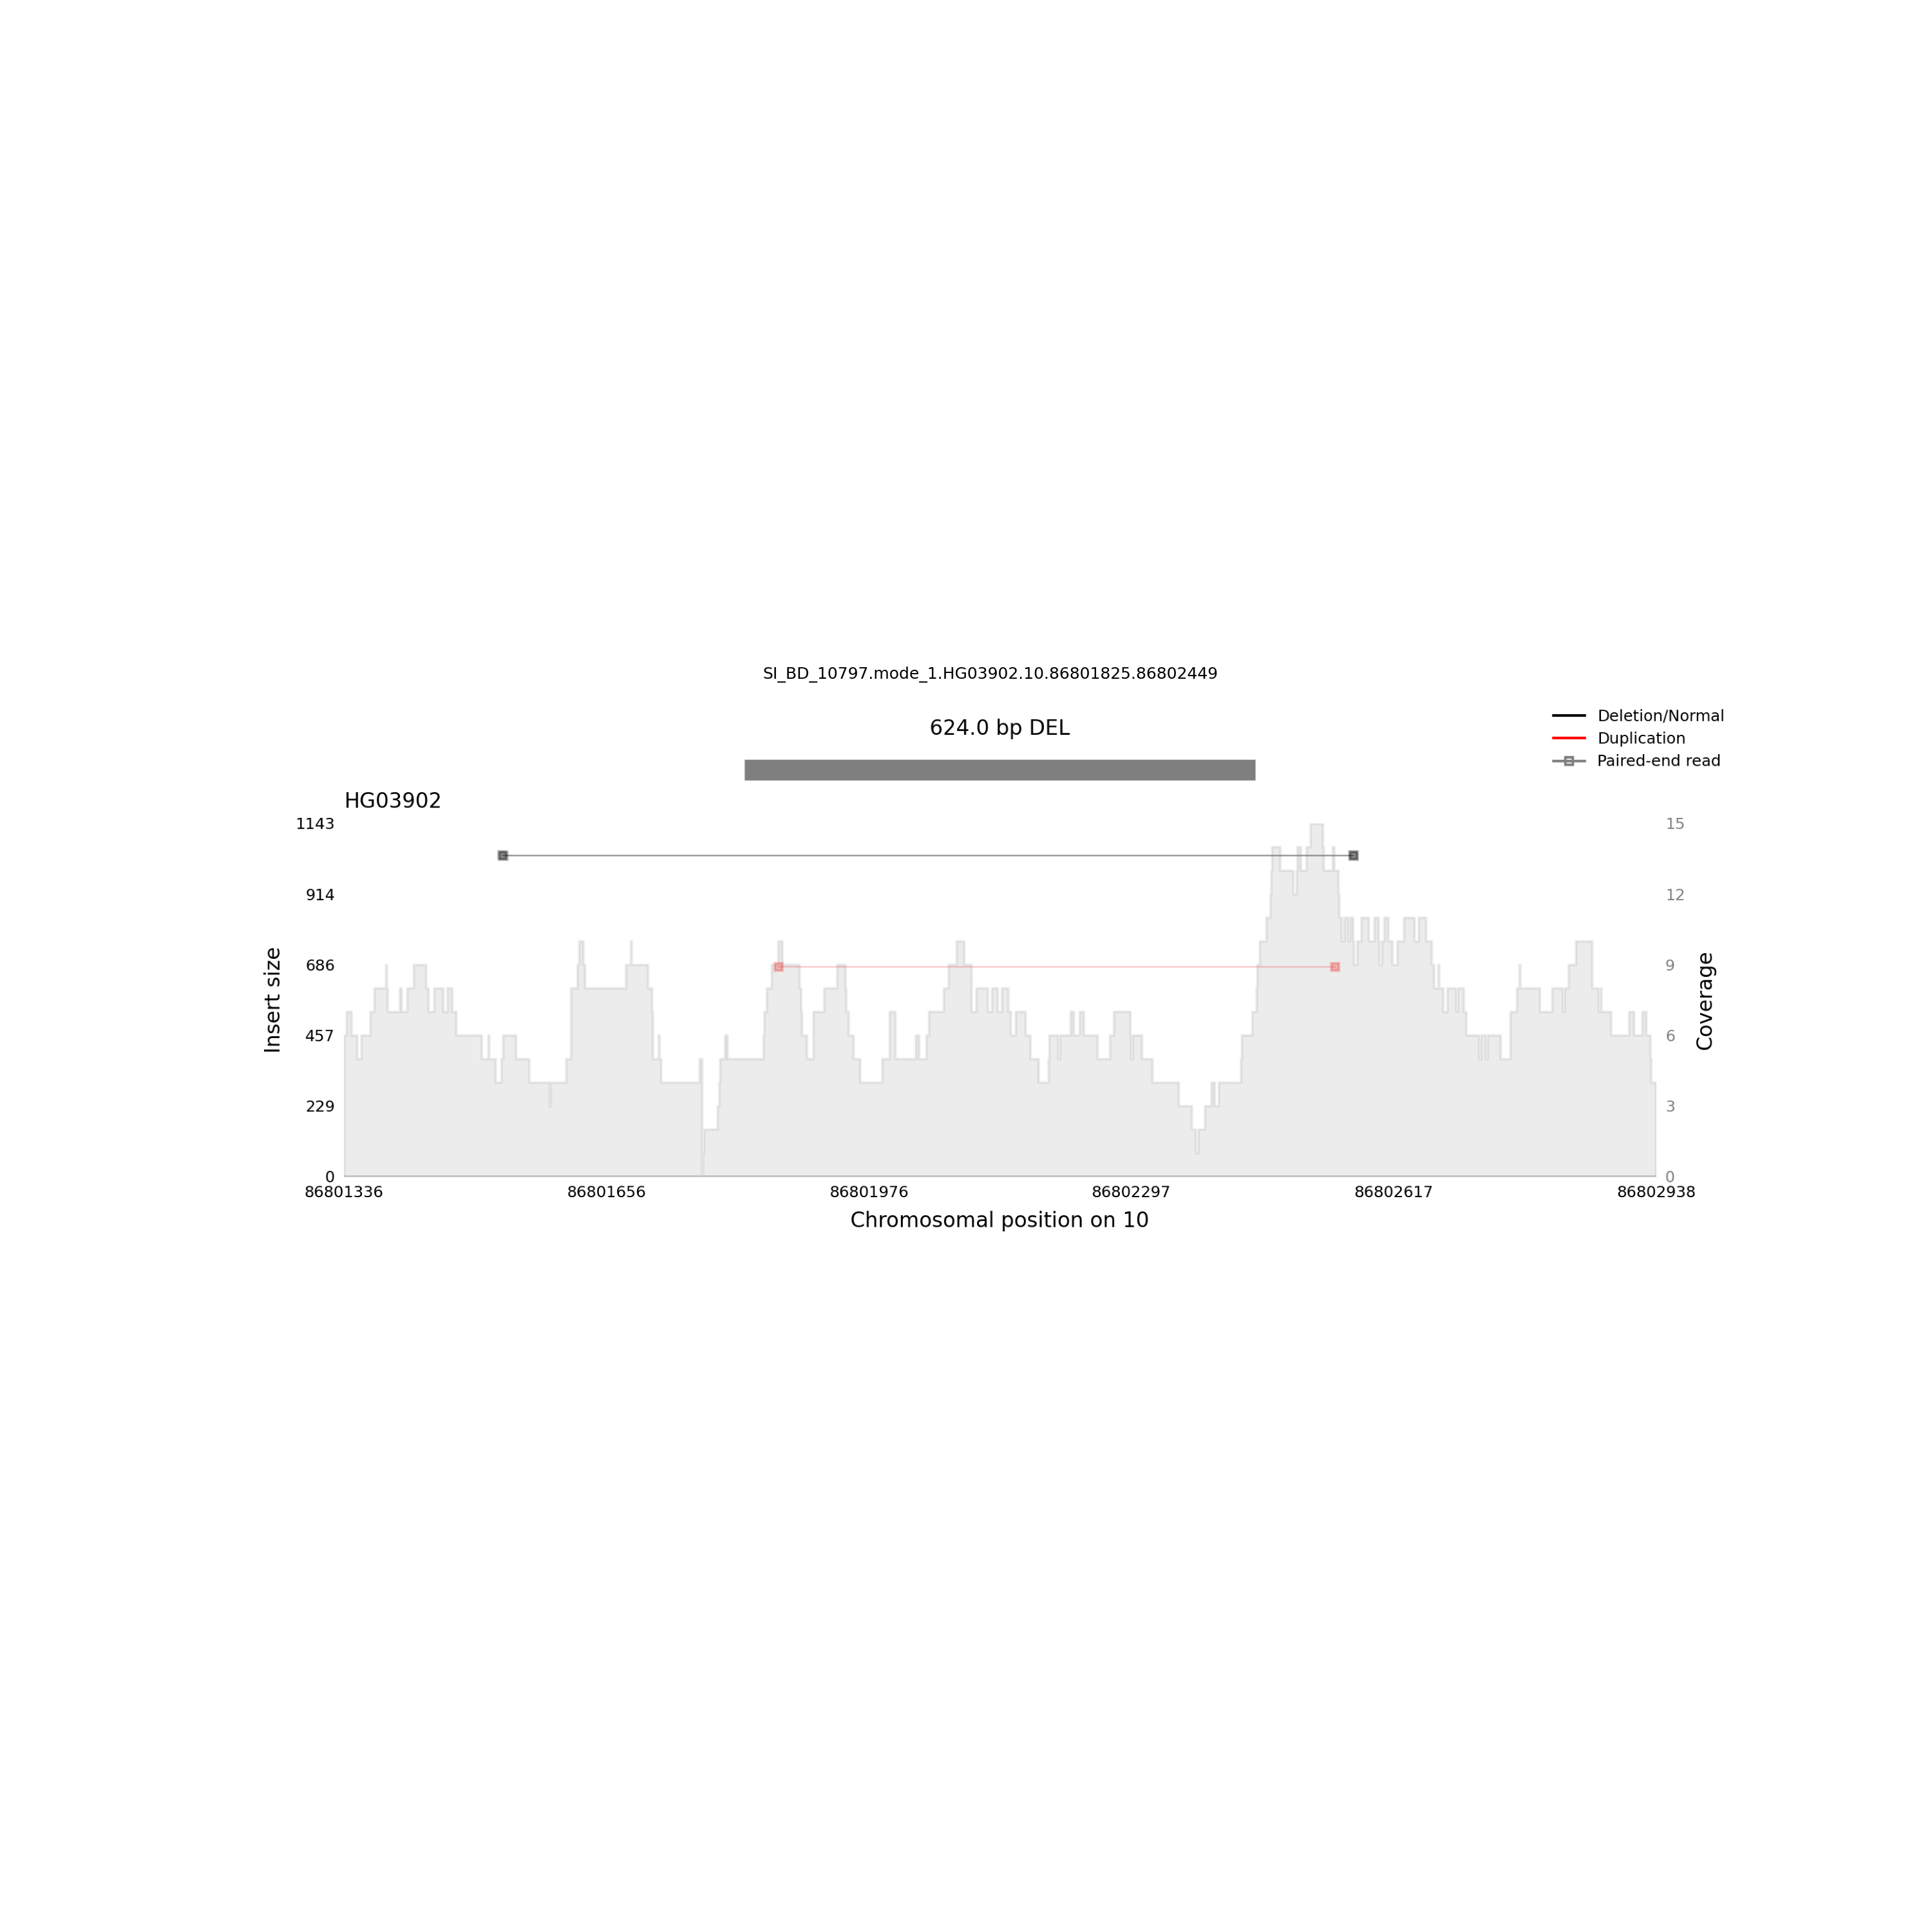 SI_BD_10797.mode_1.HG03902.10.86801825.86802449
624.0 bp DEL
Deletion/Normal
Duplication
Paired-end read
HG03902
1143
914
686
457
229
0
Insert size
15
12
9
6
3
0
Coverage
86801336 86801656 86801976 86802297 86802617 86802938
Chromosomal position on 10